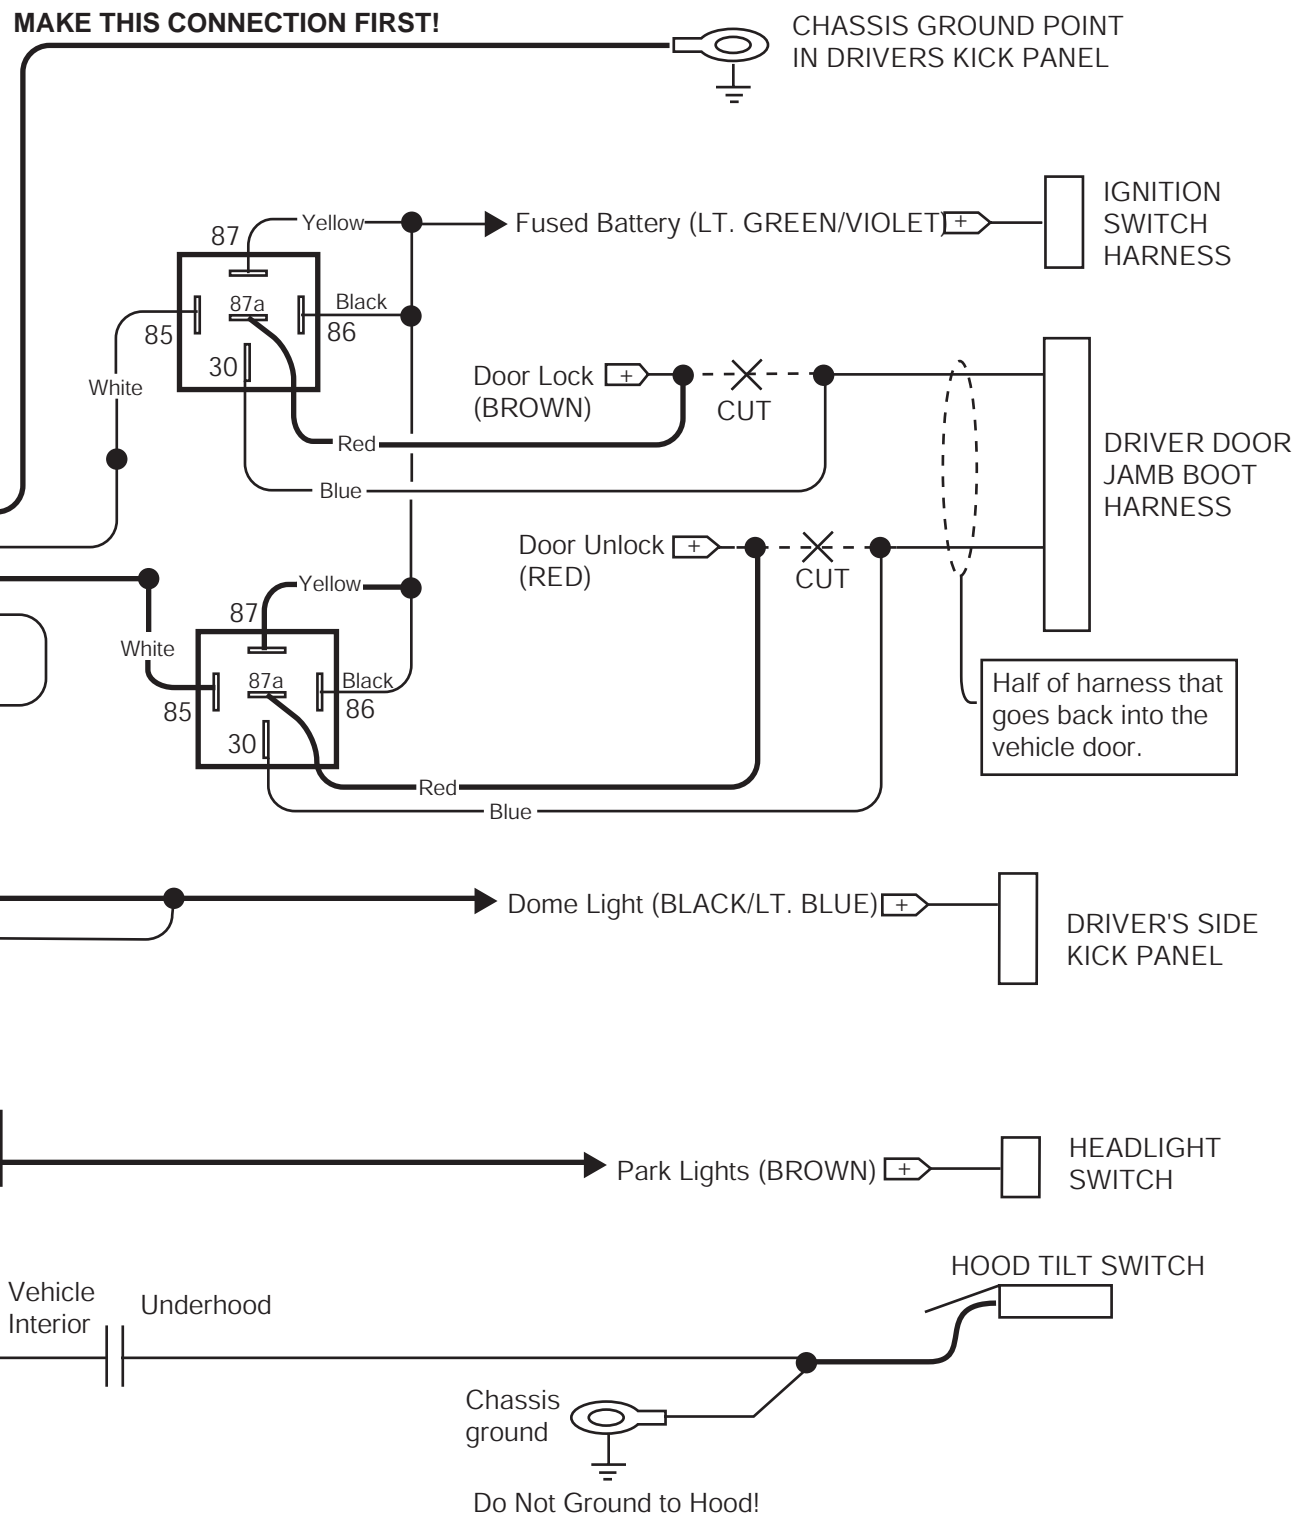 MAKE THIS CONNECTION FIRST!
CHASSIS GROUND POINT
IN DRIVERS KICK PANEL
87
Yellow
Fused Battery (LT. GREEN/VIOLET)
+
IGNITION
SWITCH
HARNESS
87a
Black
85
86
30
White
Door Lock
(BROWN)
+
CUT
Red
Blue
DRIVER DOOR
JAMB BOOT
HARNESS
Door Unlock
(RED)
+
CUT
Yellow
87
White
87a
Black
85
86
30
Half of harness that
goes back into the
vehicle door.
Red
Blue
Dome Light (BLACK/LT. BLUE)
+
DRIVER'S SIDE
KICK PANEL
Park Lights (BROWN)
+
HEADLIGHT
SWITCH
HOOD TILT SWITCH
Vehicle
Interior
Underhood
Chassis
ground
Do Not Ground to Hood!